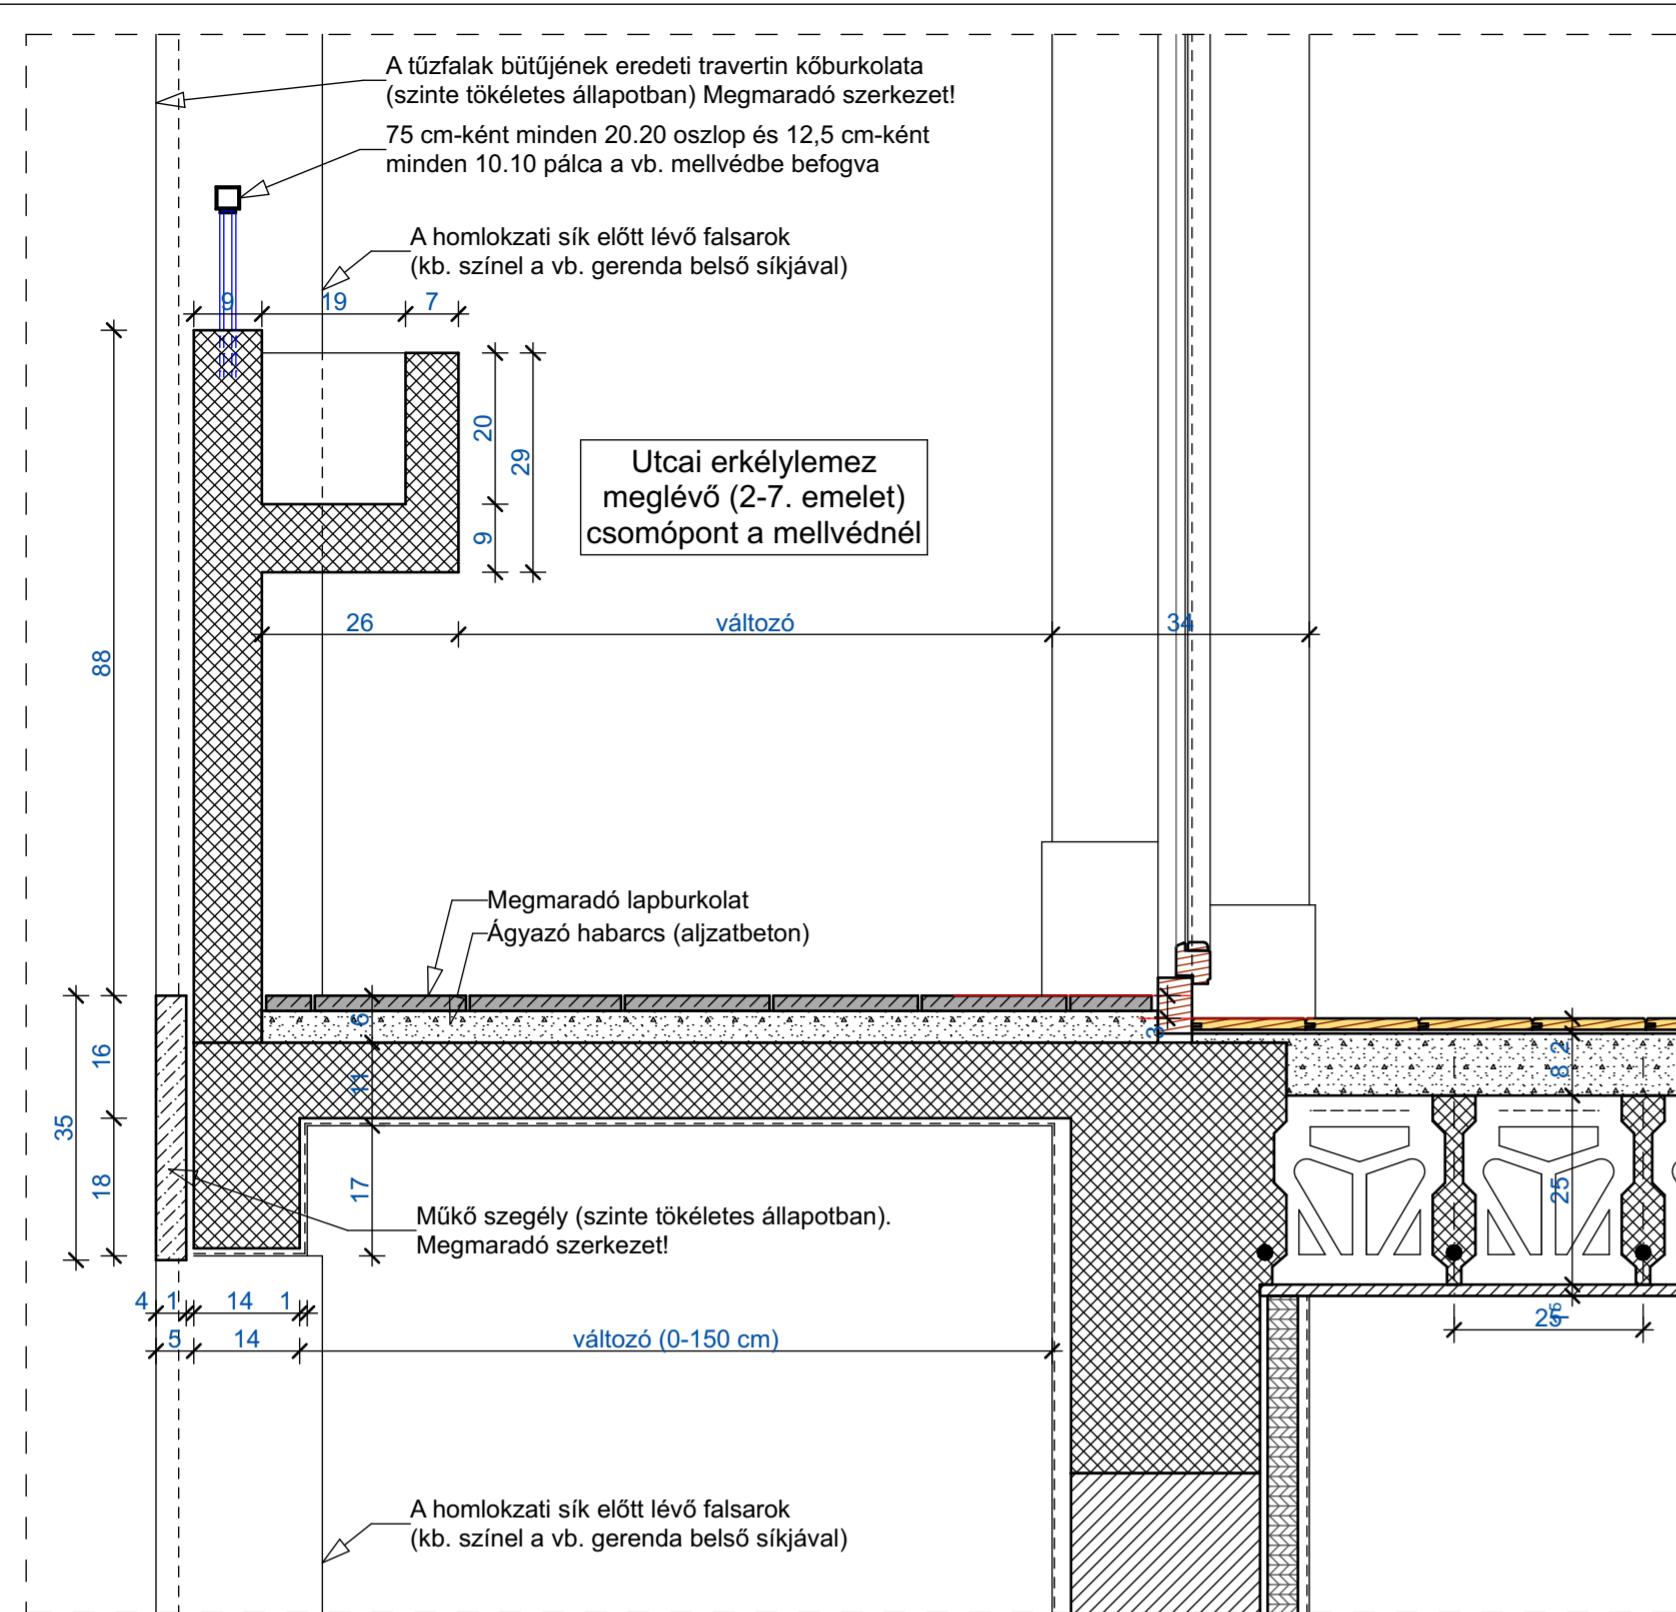 A tűzfalak bütüjének eredeti travertin kőburkolata
(szinte tökéletes állapotban) Megmaradó szerkezet!
75 cm-ként minden 20.20 oszlop és 12,5 cm-ként
minden 10.10 pálca a vb. mellvédbe befogva
A homlokzati sík előtt lévő falsarok
(kb. színel a vb. gerenda belső síkjával)
9
19
7
20
29
9
Utcai erkélylemez
meglévő (2-7. emelet)
csomópont a mellvédnél
26
változó
34
88
Megmaradó lapburkolat
Ágyazó habarcs (aljzatbeton)
6
3
16
11
2
8
35
18
17
25
Műkő szegély (szinte tökéletes állapotban).
Megmaradó szerkezet!
4
1
14
1
5
14
változó (0-150 cm)
25
A homlokzati sík előtt lévő falsarok
(kb. színel a vb. gerenda belső síkjával)